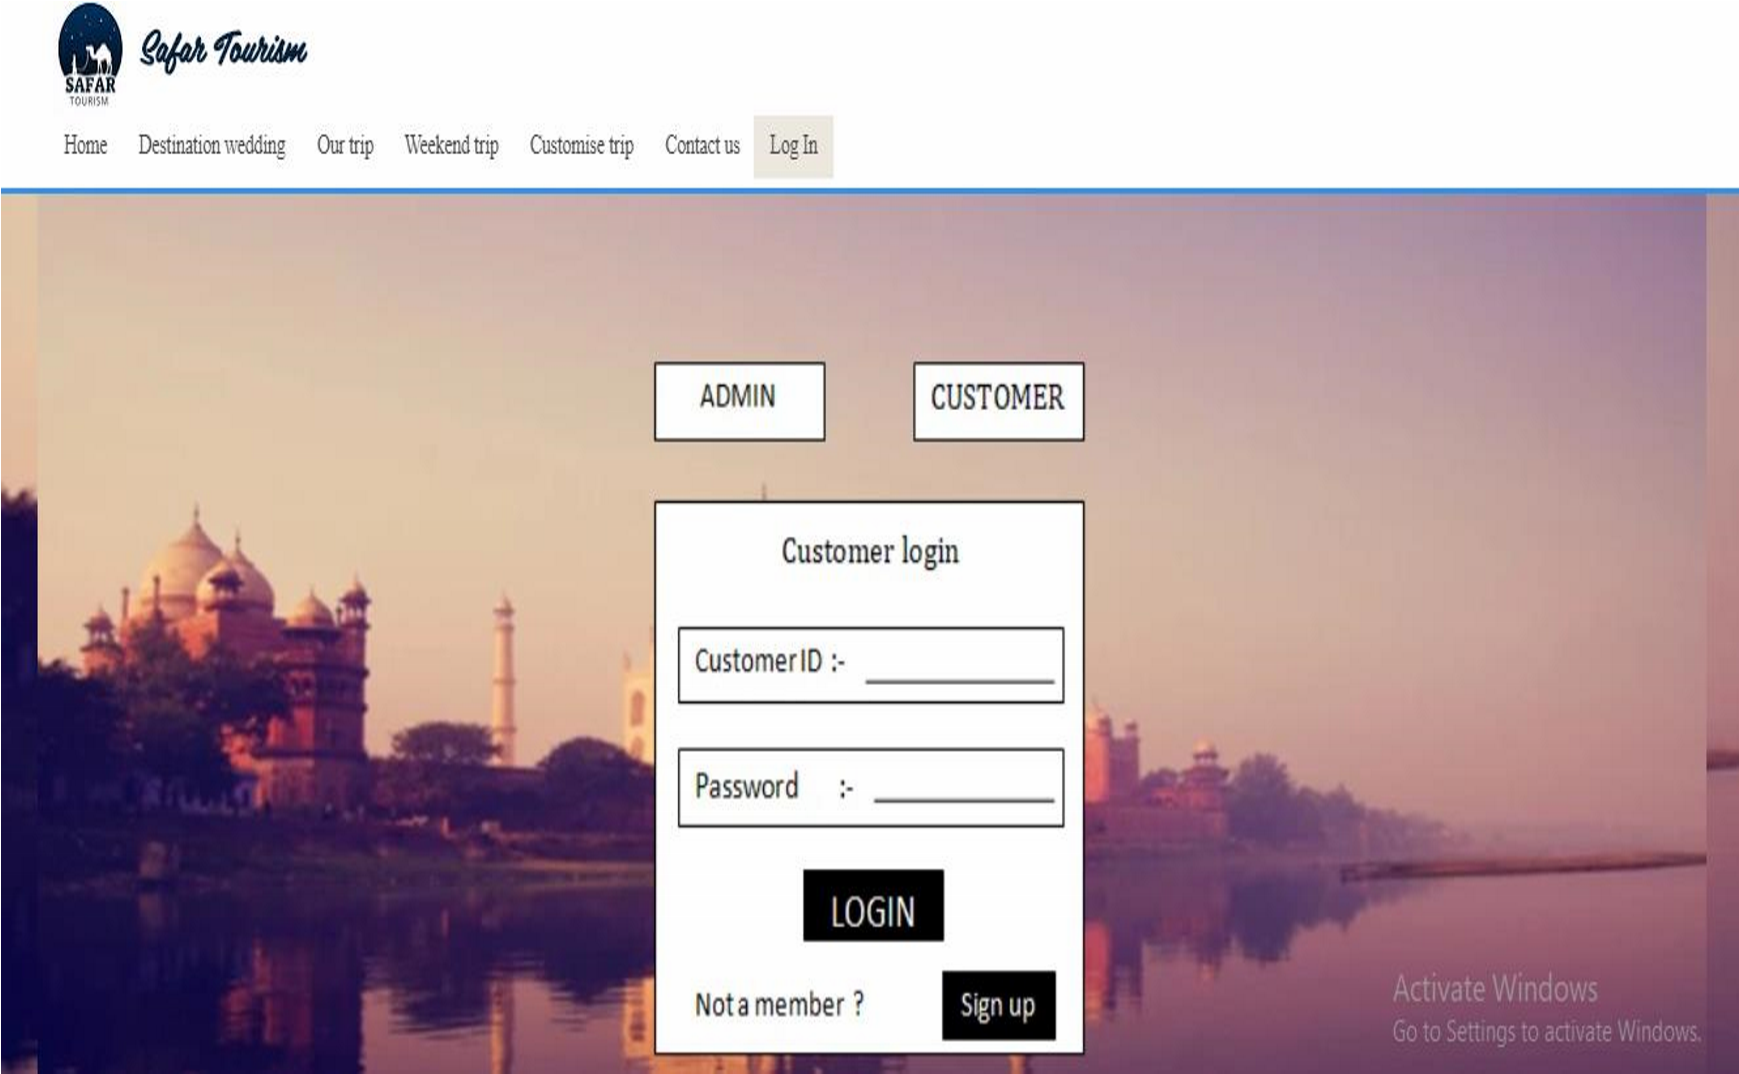 SAFAR
TOURISM
Safar Tourism
Home Destination wedding Our trip Weekend trip Customise trip Contact us Log In
ADMIN CUSTOMER
Customer login
Customer ID :-
Password :-
LOGIN
Not a member ? Sign up
Activate Windows
Go to Settings to activate Windows.